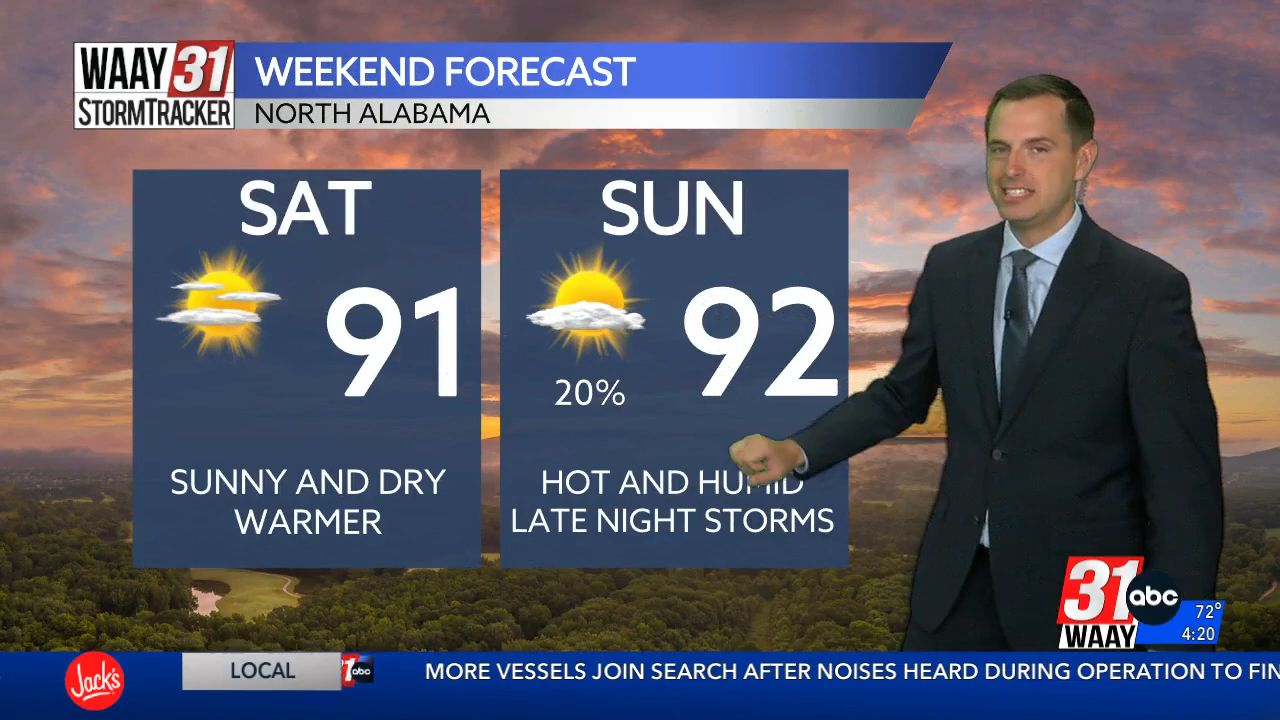 WAAY 31
STORMTRACKER
WEEKEND FORECAST
NORTH ALABAMA
SAT
91
SUNNY AND DRY
WARMER
SUN
92
20%
HOT AND HUMID
LATE NIGHT STORMS
31
abc
WAAY
72°
4:20
Jack's
LOCAL
1 abc
MORE VESSELS JOIN SEARCH AFTER NOISES HEARD DURING OPERATION TO FIN